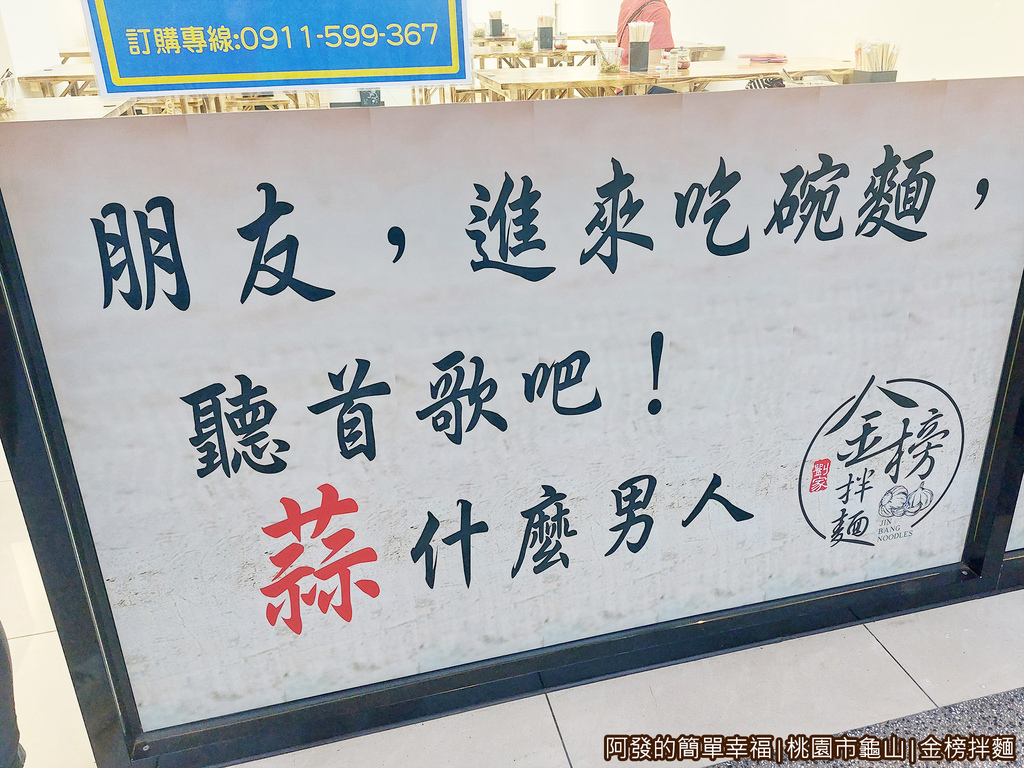 訂購專線:0911-599-367
朋友，進來吃碗麵，
聽首歌吧！
蒜什麼男人
金榜
拌麵
劉家
JIN
BANG
NOODLES
阿發的簡單幸福|桃園市龜山|金榜拌麵